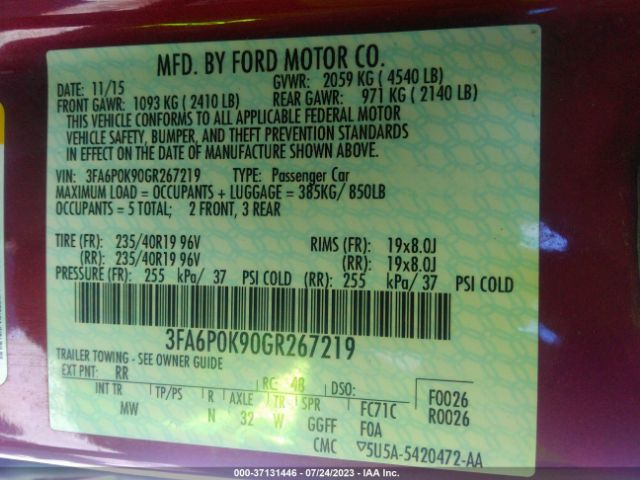 MFD. BY FORD MOTOR CO.
DATE: 11/15 GVWR: 2059 KG ( 4540 LB)
FRONT GAWR: 1093 KG ( 2410 LB) REAR GAWR: 971 KG ( 2140 LB)
THIS VEHICLE CONFORMS TO ALL APPLICABLE FEDERAL MOTOR
VEHICLE SAFETY, BUMPER, AND THEFT PREVENTION STANDARDS
IN EFFECT ON THE DATE OF MANUFACTURE SHOWN ABOVE.
VIN: 3FA6P0K90GR267219 TYPE: Passenger Car
MAXIMUM LOAD = OCCUPANTS + LUGGAGE = 385KG/ 850LB
OCCUPANTS = 5 TOTAL; 2 FRONT, 3 REAR
TIRE (FR): 235/40R19 96V RIMS (FR): 19x8.0J
(RR): 235/40R19 96V (RR): 19x8.0J
PRESSURE (FR): 255 kPa/ 37 PSI COLD (RR): 255 kPa/ 37 PSI COLD
3FA6P0K90GR267219
TRAILER TOWING - SEE OWNER GUIDE
EXT PNT: RR RC: 48 DSO: F0026
INT TR TP/PS R AXLE TR SPR FC71C R0026
MW N 32 W GGFF F0A
CMC ▽5U5A-5420472-AA
000-37131446 - 07/24/2023 - IAA Inc.